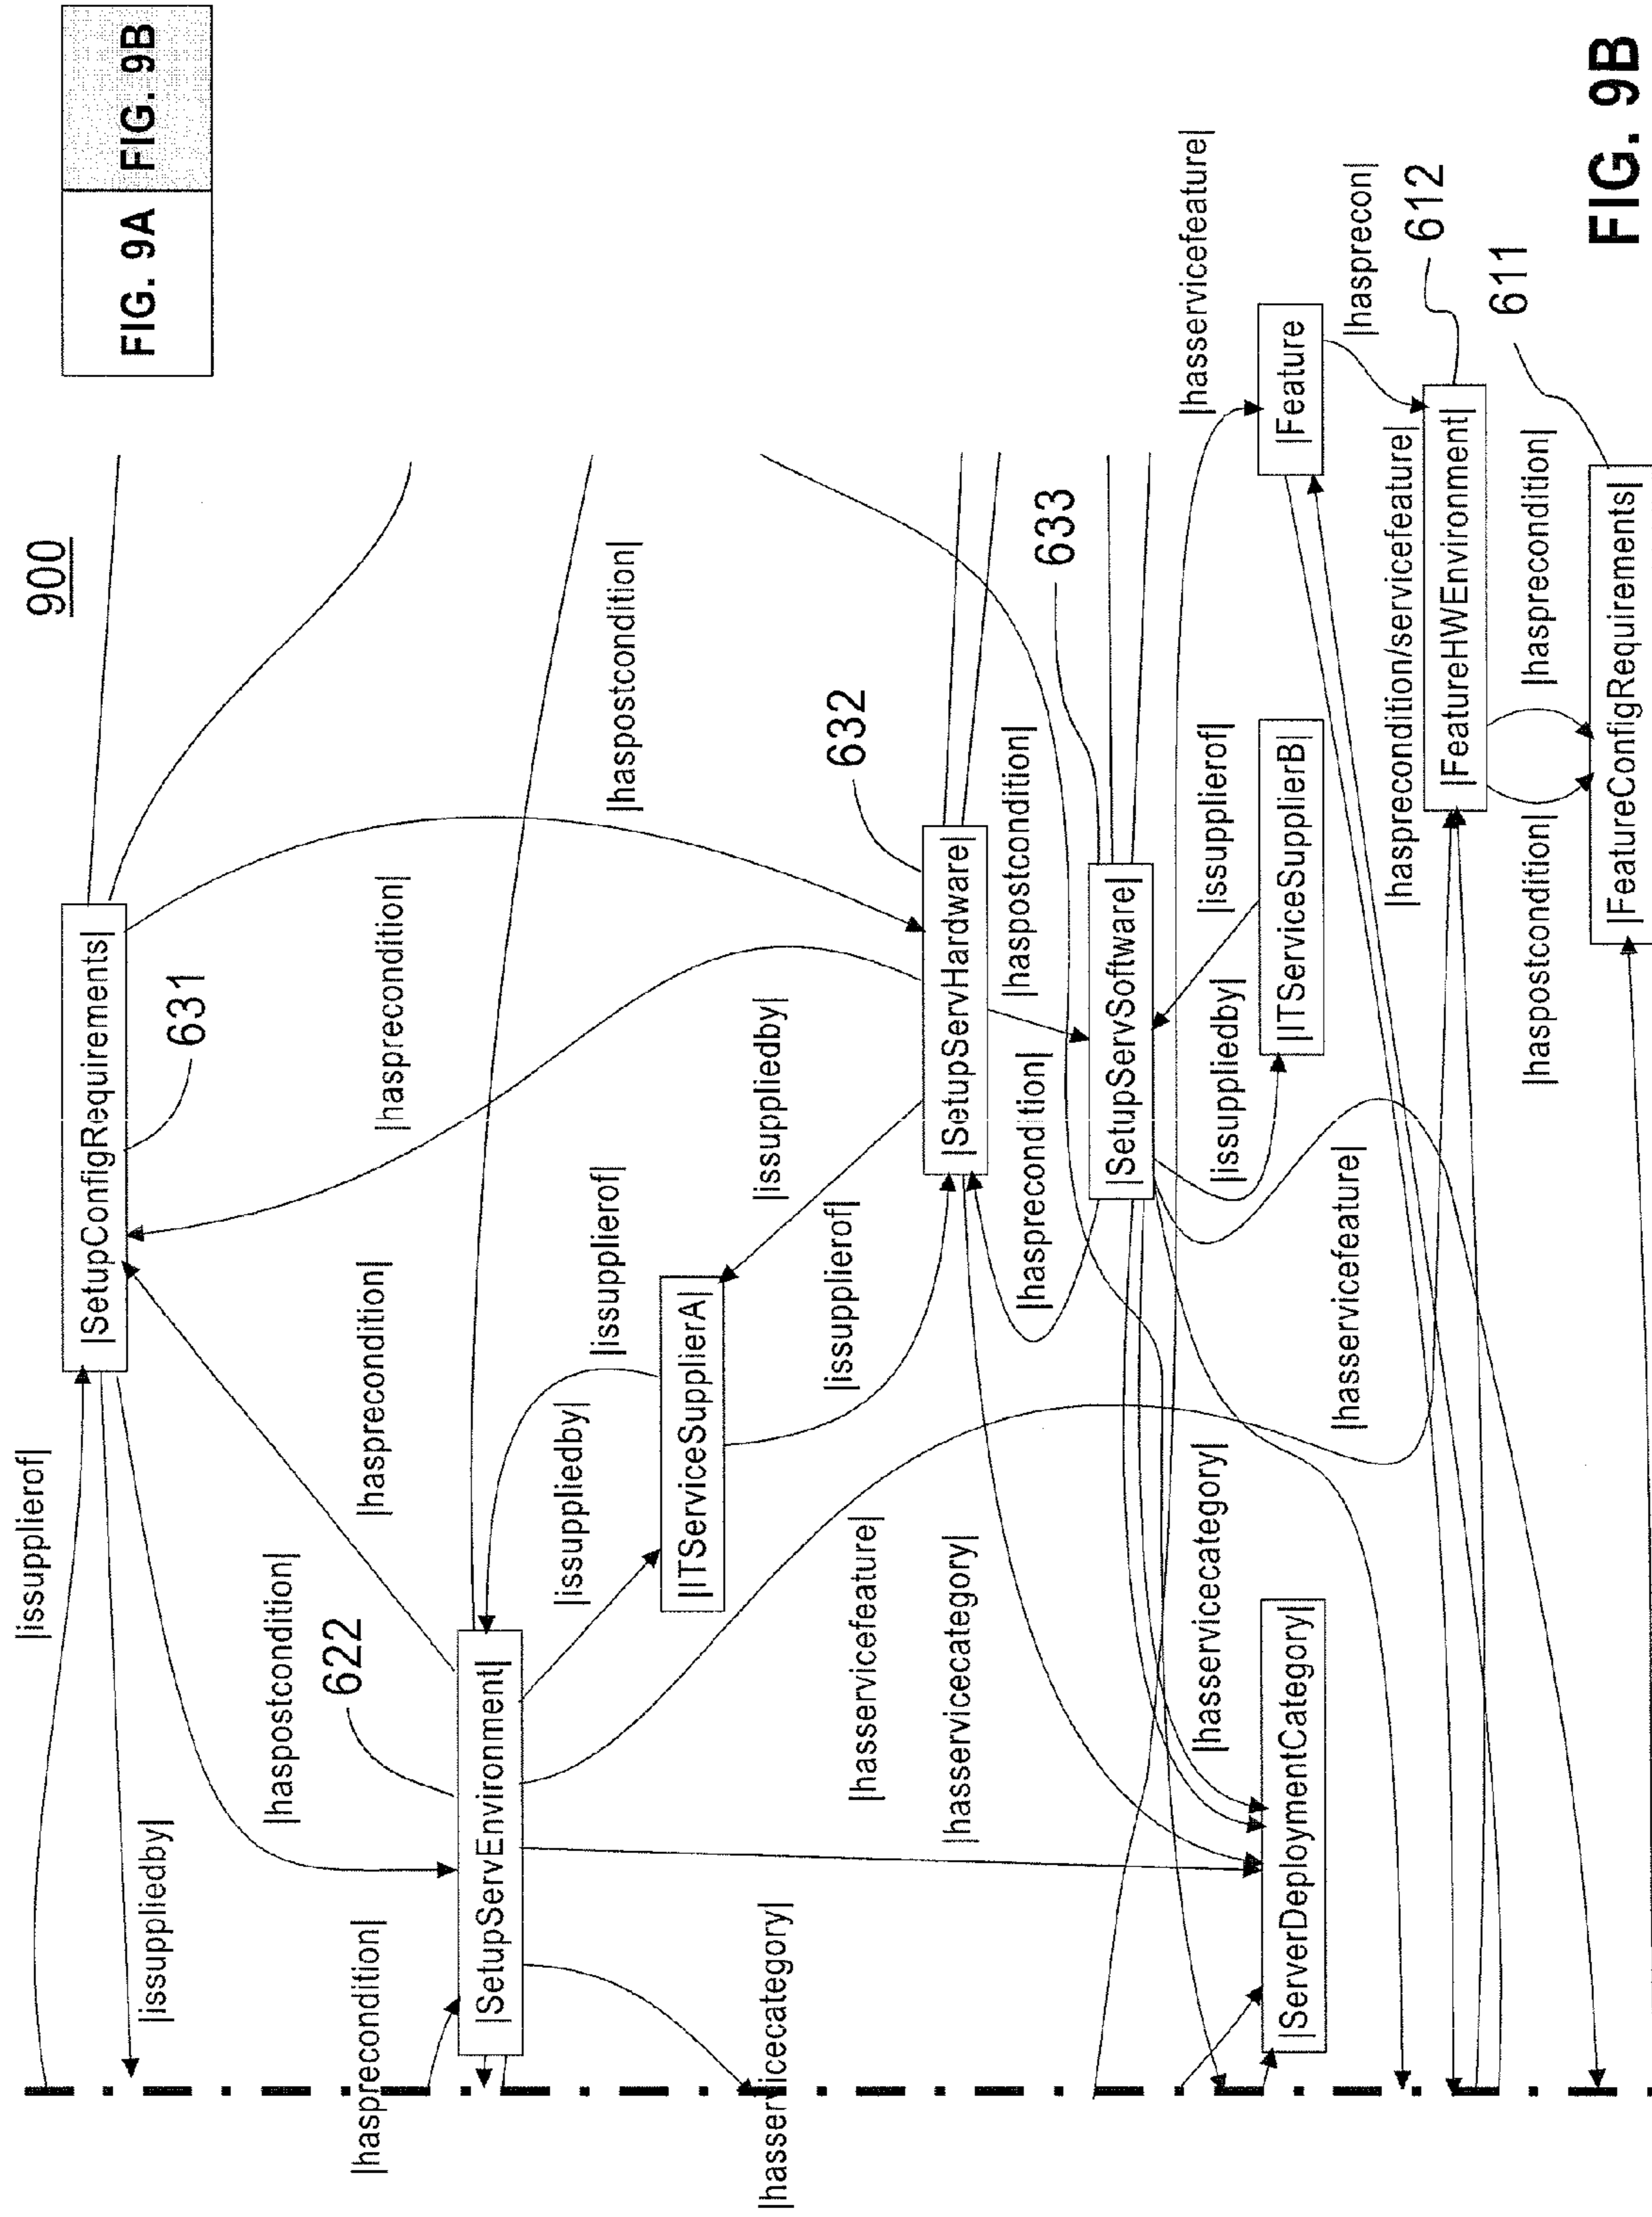 900
FIG. 9A
FIG. 9B
|issupplierof|
|SetupConfigRequirements|
631
|issuppliedby|
|haspostcondition|
|hasprecondition|
|hasprecondition|
|haspostcondition|
|hasprecondition|
622
|SetupServEnvironment|
|issuppliedby|
|issupplierof|
|ITServiceSupplierA|
|issuppliedby|
|issupplierof|
632
|SetupServHardware|
|hasservicecategory|
|hasservicefeature|
|hasservicecategory|
|hasprecondition|
|haspostcondition|
633
|SetupServSoftware|
|hasservicecategory|
|issuppliedby|
|issupplierof|
|hasservicefeature|
|ServerDeploymentCategory|
|ITServiceSupplierB|
|Feature
|hasservicefeature|
|hasprecondition/servicefeature|
|hasprecon|
|FeatureHWEnvironment|
612
|haspostcondition|
|hasprecondition|
611
|FeatureConfigRequirements|
FIG. 9B